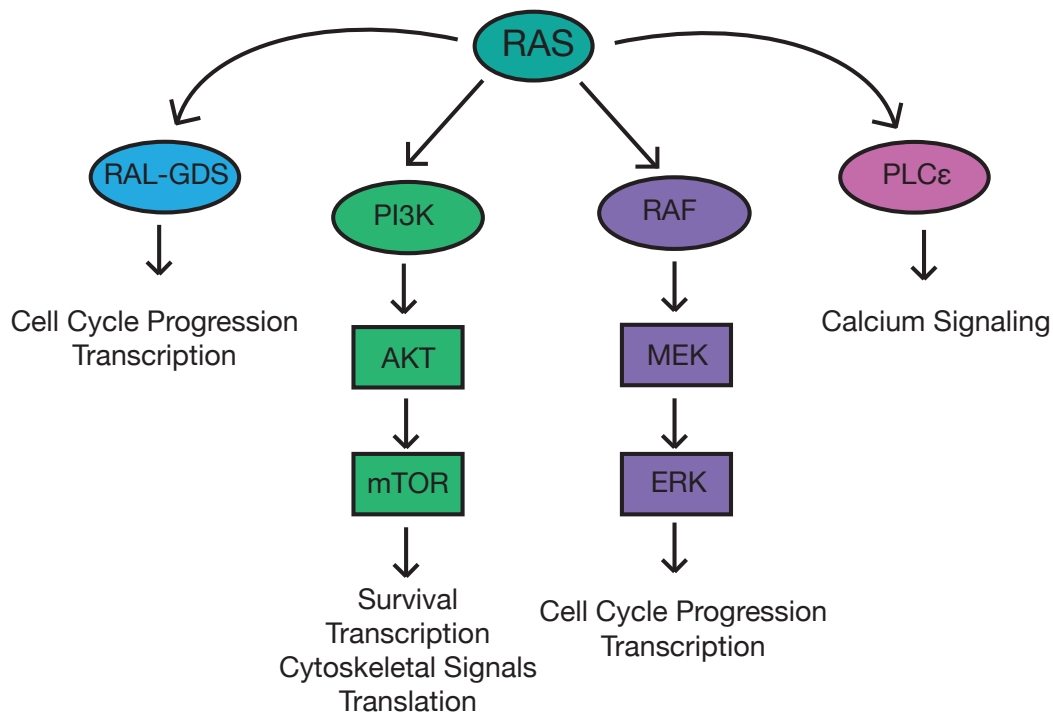 RAS
RAL-GDS
PI3K
RAF
PLCε
Cell Cycle Progression
Transcription
AKT
MEK
Calcium Signaling
mTOR
ERK
Survival
Transcription
Cytoskeletal Signals
Translation
Cell Cycle Progression
Transcription